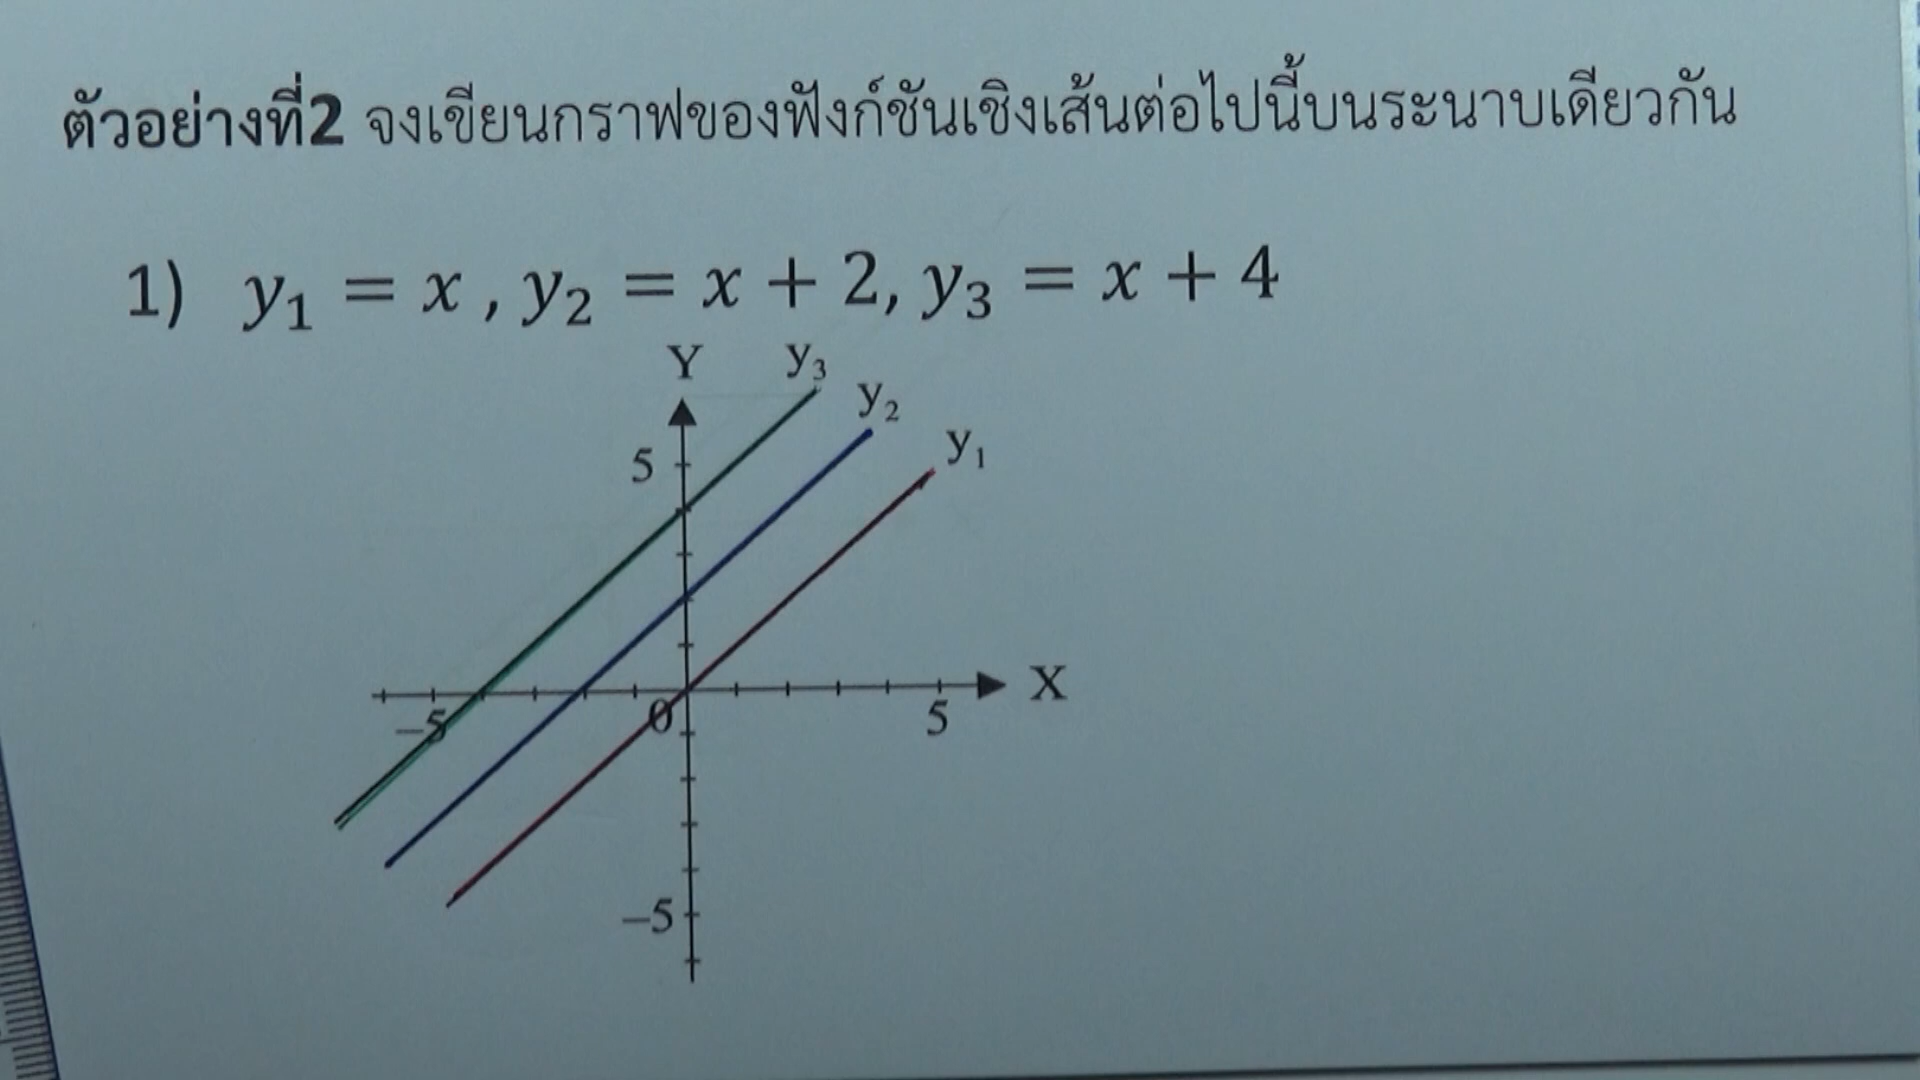 ตัวอย่างที่2 จงเขียนกราฟของฟังก์ชันเชิงเส้นต่อไปนี้บนระนาบเดียวกัน
1) y₁ = x , y₂ = x + 2, y₃ = x + 4
Y y₃
y₂
y₁
5
X
−5 0 5
−5